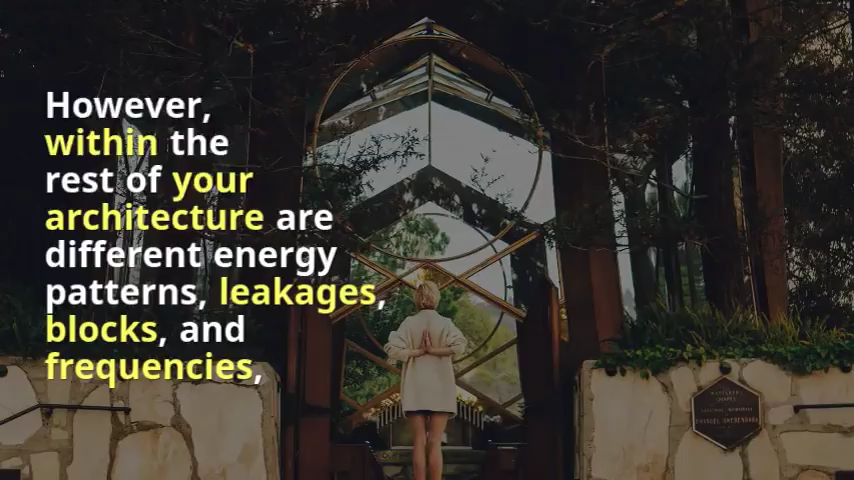 However,
within the
rest of your
architecture are
different energy
patterns, leakages,
blocks, and
frequencies,